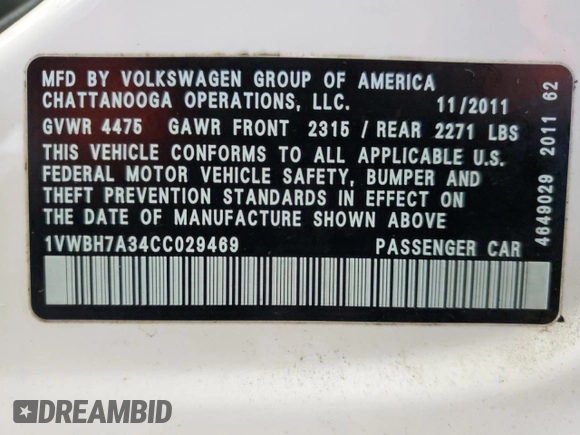 MFD BY VOLKSWAGEN GROUP OF AMERICA
CHATTANOOGA OPERATIONS, LLC. 11/2011
GVWR 4475 GAWR FRONT 2315 / REAR 2271 LBS
THIS VEHICLE CONFORMS TO ALL APPLICABLE U.S.
FEDERAL MOTOR VEHICLE SAFETY, BUMPER AND
THEFT PREVENTION STANDARDS IN EFFECT ON
THE DATE OF MANUFACTURE SHOWN ABOVE
1VWBH7A34CC029469 PASSENGER CAR
4649029 2011 62
DREAMBID